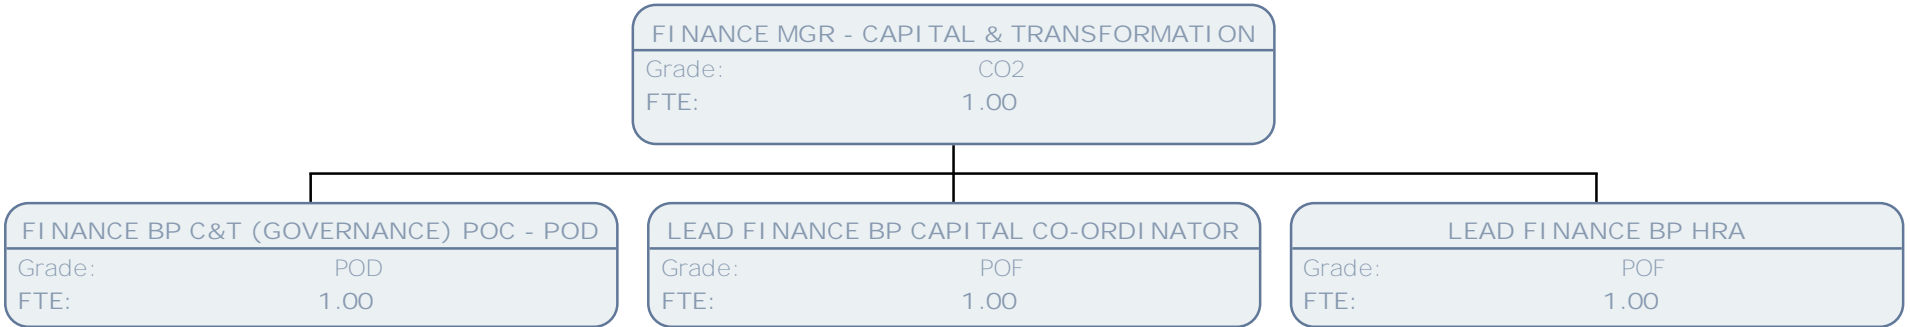 FINANCE MGR - CAPITAL & TRANSFORMATION
Grade: CO2
FTE: 1.00
FINANCE BP C&T (GOVERNANCE) POC - POD
Grade: POD
FTE: 1.00
LEAD FINANCE BP CAPITAL CO-ORDINATOR
Grade: POF
FTE: 1.00
LEAD FINANCE BP HRA
Grade: POF
FTE: 1.00